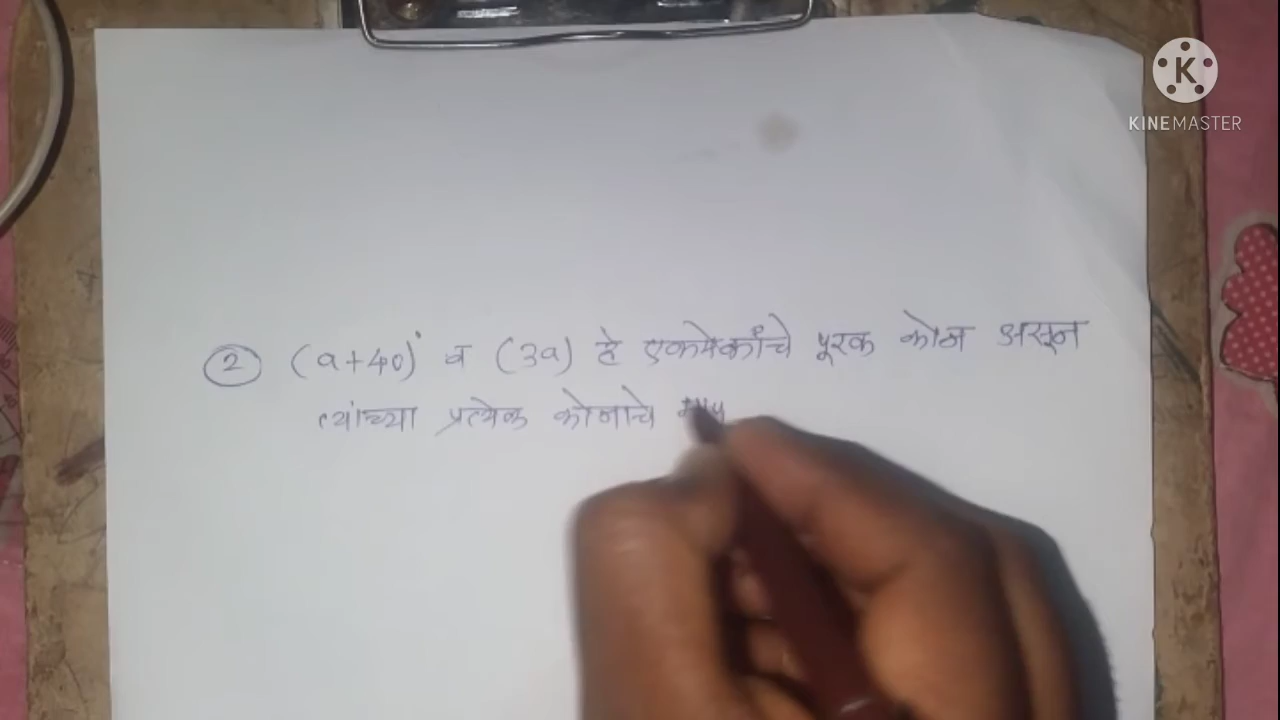 ② (a+40)° व (3a) हे एकमेकांचे पूरक कोन असून
त्यांच्या प्रत्येक कोनाचे माप
K
KINEMASTER